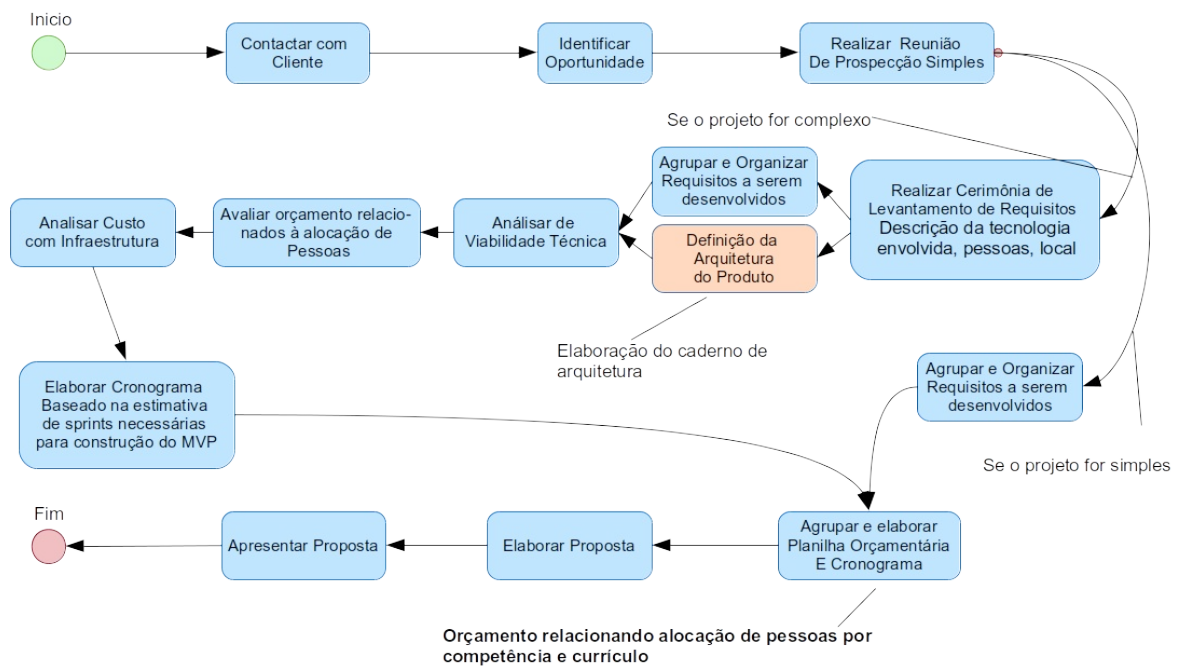 Inicio
Contactar com
Cliente
Identificar
Oportunidade
Realizar Reunião
De Prospecção Simples
Se o projeto for complexo
Realizar Cerimônia de
Levantamento de Requisitos
Descrição da tecnologia
envolvida, pessoas, local
Agrupar e Organizar
Requisitos a serem
desenvolvidos
Definição da
Arquitetura
do Produto
Elaboração do caderno de
arquitetura
Análisar de
Viabilidade Técnica
Avaliar orçamento relacio-
nados à alocação de
Pessoas
Analisar Custo
com Infraestrutura
Elaborar Cronograma
Baseado na estimativa
de sprints necessárias
para construção do MVP
Agrupar e Organizar
Requisitos a serem
desenvolvidos
Se o projeto for simples
Agrupar e elaborar
Planilha Orçamentária
E Cronograma
Orçamento relacionando alocação de pessoas por
competência e currículo
Elaborar Proposta
Apresentar Proposta
Fim